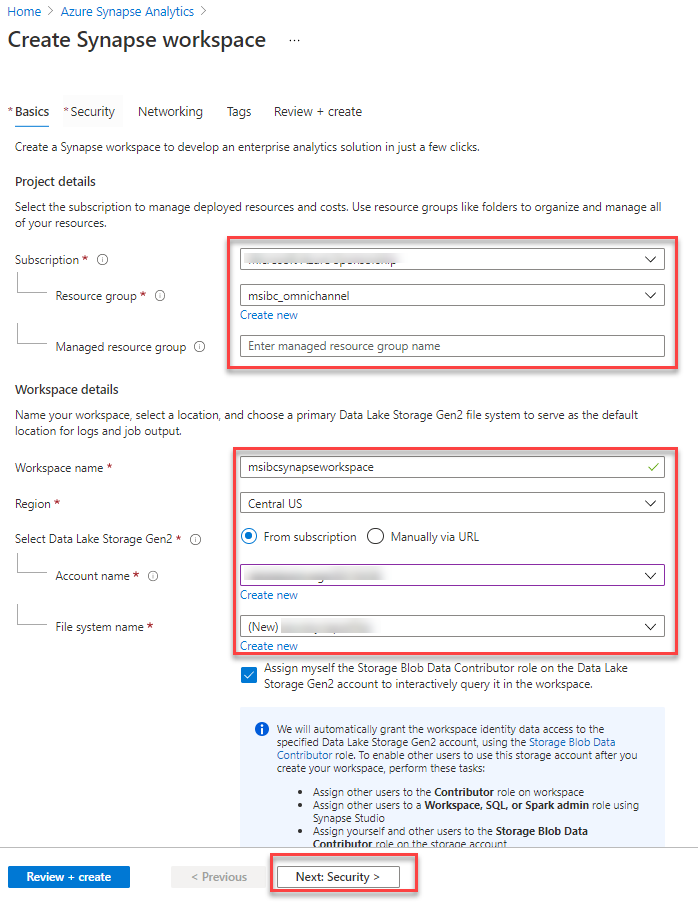 Home > Azure Synapse Analytics >
Create Synapse workspace ...
* Basics * Security Networking Tags Review + create
Create a Synapse workspace to develop an enterprise analytics solution in just a few clicks.
Project details
Select the subscription to manage deployed resources and costs. Use resource groups like folders to organize and manage all
of your resources.
Subscription *
Resource group *
msibc_omnichannel
Create new
Managed resource group
Enter managed resource group name
Workspace details
Name your workspace, select a location, and choose a primary Data Lake Storage Gen2 file system to serve as the default
location for logs and job output.
Workspace name *
msibcsynapseworkspace
Region *
Central US
Select Data Lake Storage Gen2 *
From subscription Manually via URL
Account name *
Create new
File system name *
(New)
Create new
Assign myself the Storage Blob Data Contributor role on the Data Lake
Storage Gen2 account to interactively query it in the workspace.
We will automatically grant the workspace identity data access to the
specified Data Lake Storage Gen2 account, using the Storage Blob Data
Contributor role. To enable other users to use this storage account after you
create your workspace, perform these tasks:
• Assign other users to the Contributor role on workspace
• Assign other users to a Workspace, SQL, or Spark admin role using
Synapse Studio
• Assign yourself and other users to the Storage Blob Data
Contributor role on the storage account
Review + create
< Previous
Next: Security >